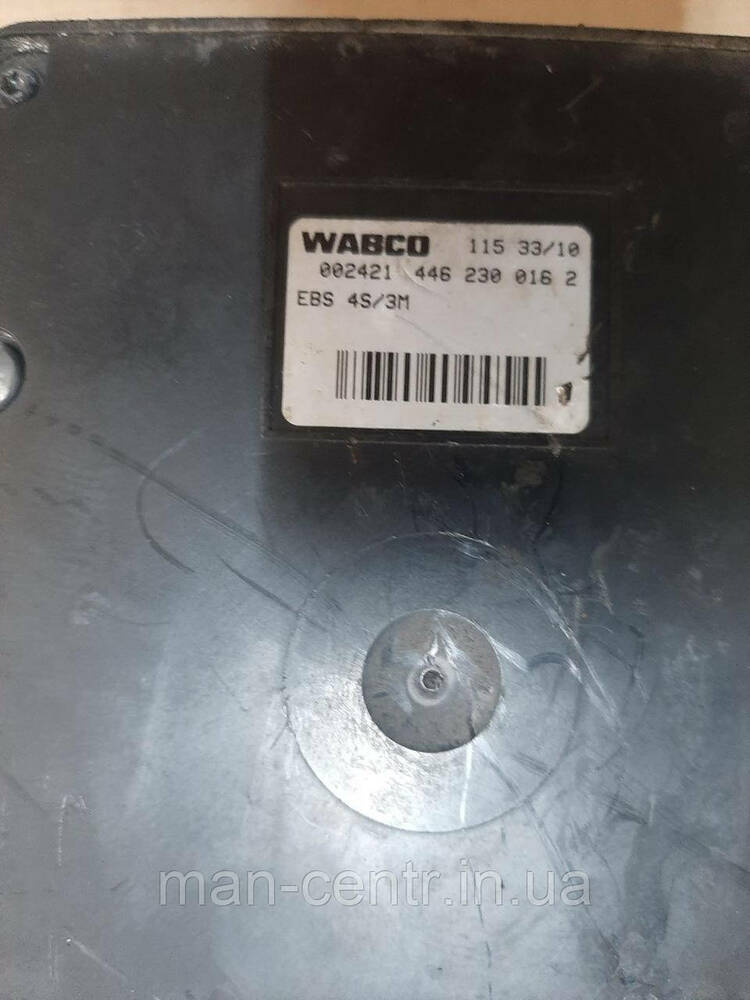 WABCO 115 33/10
002421 446 230 016 2
EBS 4S/3M
man-centr.in.ua